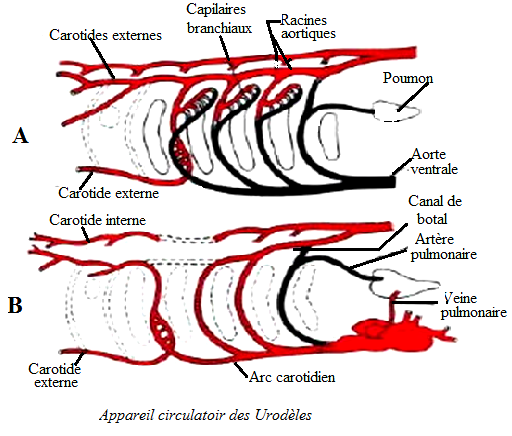 Capilaires
branchiaux
Racines
aortiques
Carotides externes
Poumon
A
Aorte
ventrale
Carotide externe
Canal de
botal
Carotide interne
Artère
pulmonaire
B
Veine
pulmonaire
Carotide
externe
Arc carotidien
Appareil circulatoir des Urodèles